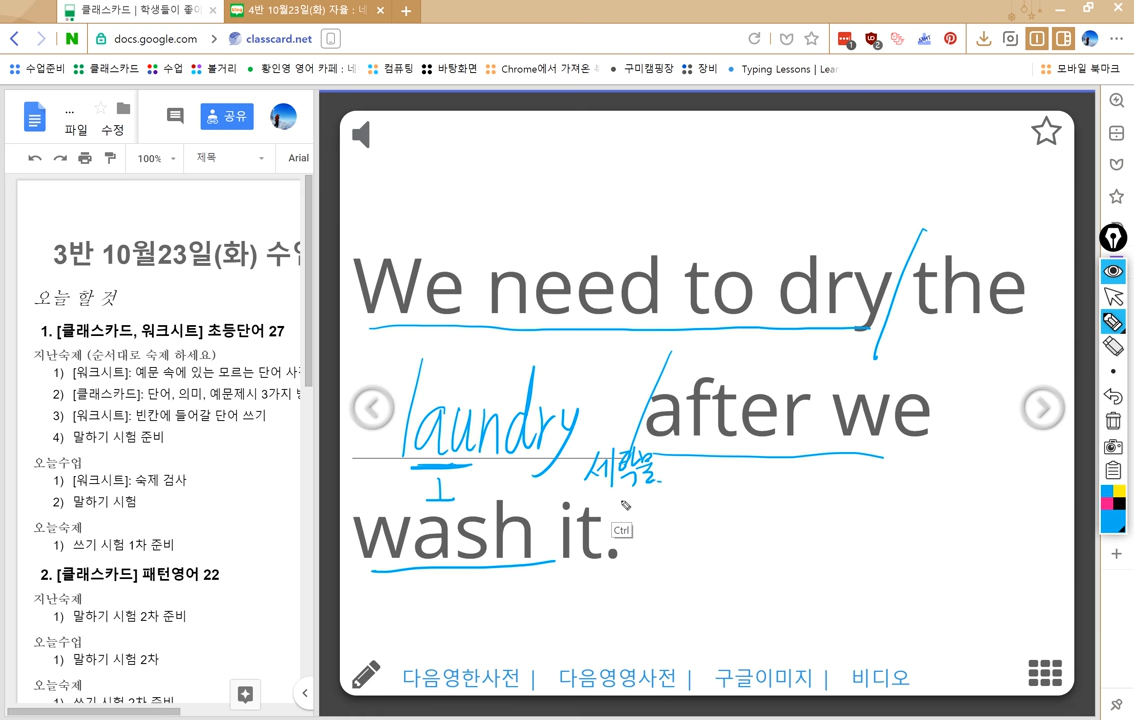 클래스카드 | 학생들이 좋아
4반 10월23일(화) 자율 : 네
docs.google.com > classcard.net
수업준비 클래스카드 수업 볼거리 황인영 영어 카페 : 네 컴퓨팅 바탕화면 Chrome에서 가져온 구미캠핑장 장비 Typing Lessons | Lear 모바일 북마크
...
파일 수정
공유
100% 제목 Arial
3반 10월23일(화) 수업
오늘 할 것
1. [클래스카드, 워크시트] 초등단어 27
지난숙제 (순서대로 숙제 하세요)
1) [워크시트]: 예문 속에 있는 모르는 단어 사전
2) [클래스카드]: 단어, 의미, 예문제시 3가지
3) [워크시트]: 빈칸에 들어갈 단어 쓰기
4) 말하기 시험 준비
오늘수업
1) [워크시트]: 숙제 검사
2) 말하기 시험
오늘숙제
1) 쓰기 시험 1차 준비
2. [클래스카드] 패턴영어 22
지난숙제
1) 말하기 시험 2차 준비
오늘수업
1) 말하기 시험 2차
오늘숙제
1) 쓰기 시험 2차 준비
We need to dry / the
laundry / after we
세탁물
wash it.
Ctrl
다음영한사전 | 다음영영사전 | 구글이미지 | 비디오